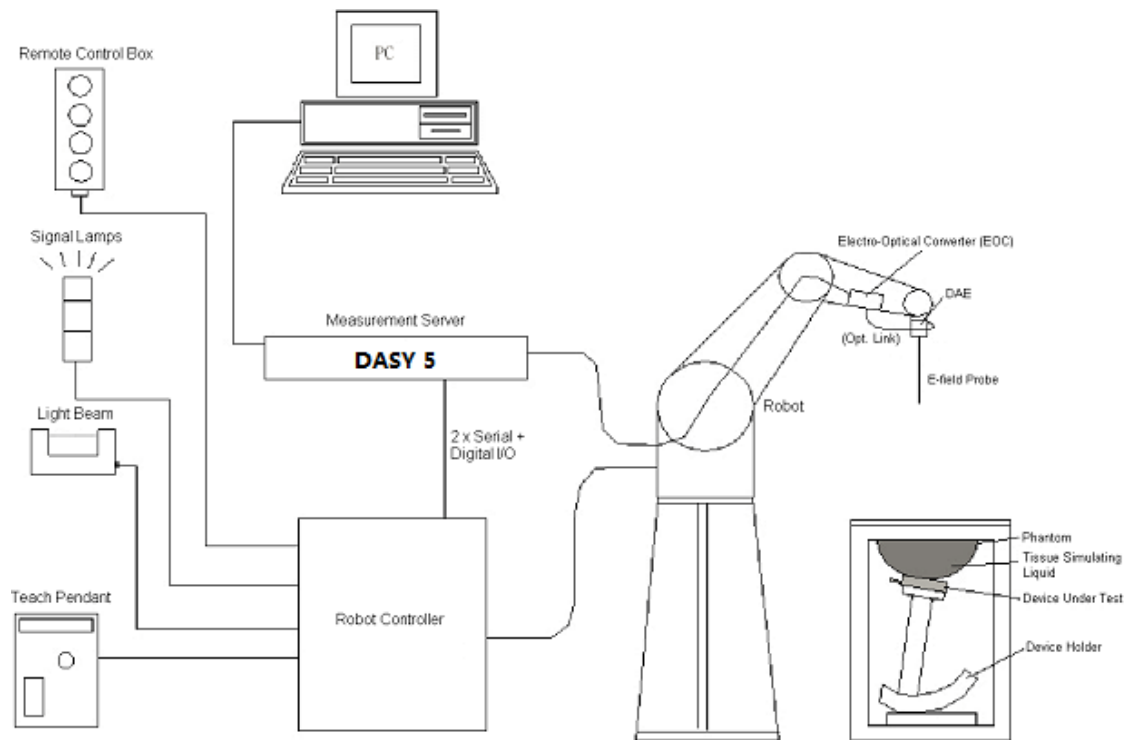 Remote Control Box
PC
Signal Lamps
Electro-Optical Converter (EOC)
DAE
Measurement Server
(Opt. Link)
DASY 5
E-field Probe
Light Beam
Robot
2 x Serial +
Digital I/O
Phantom
Tissue Simulating
Liquid
Device Under Test
Teach Pendant
Robot Controller
Device Holder